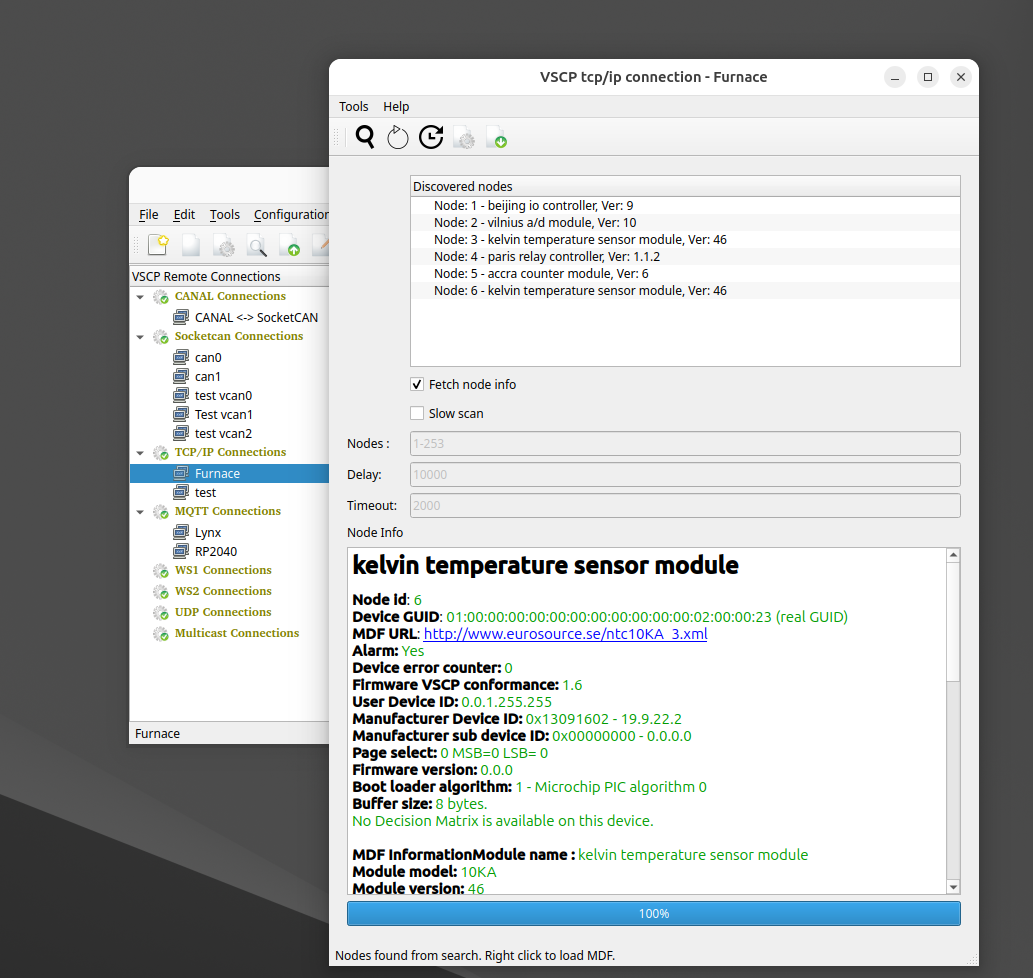 VSCP tcp/ip connection - Furnace
Tools Help
Discovered nodes
Node: 1 - beijing io controller, Ver: 9
Node: 2 - vilnius a/d module, Ver: 10
Node: 3 - kelvin temperature sensor module, Ver: 46
Node: 4 - paris relay controller, Ver: 1.1.2
Node: 5 - accra counter module, Ver: 6
Node: 6 - kelvin temperature sensor module, Ver: 46
Fetch node info
Slow scan
Nodes : 1-253
Delay: 10000
Timeout: 2000
Node Info
kelvin temperature sensor module
Node id: 6
Device GUID: 01:00:00:00:00:00:00:00:00:00:00:00:02:00:00:23 (real GUID)
MDF URL: http://www.eurosource.se/ntc10KA_3.xml
Alarm: Yes
Device error counter: 0
Firmware VSCP conformance: 1.6
User Device ID: 0.0.1.255.255
Manufacturer Device ID: 0x13091602 - 19.9.22.2
Manufacturer sub device ID: 0x00000000 - 0.0.0.0
Page select: 0 MSB=0 LSB= 0
Firmware version: 0.0.0
Boot loader algorithm: 1 - Microchip PIC algorithm 0
Buffer size: 8 bytes.
No Decision Matrix is available on this device.
MDF InformationModule name : kelvin temperature sensor module
Module model: 10KA
Module version: 46
100%
Nodes found from search. Right click to load MDF.
File Edit Tools Configuration
VSCP Remote Connections
CANAL Connections
CANAL <-> SocketCAN
Socketcan Connections
can0
can1
test vcan0
Test vcan1
test vcan2
TCP/IP Connections
Furnace
test
MQTT Connections
Lynx
RP2040
WS1 Connections
WS2 Connections
UDP Connections
Multicast Connections
Furnace